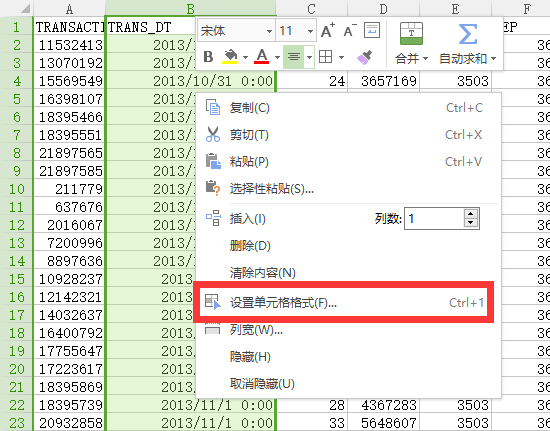 宋体 11 A+ A-
B A 合并 自动求和
A B C D E F
1 TRANSACTI TRANS_DT EP
2 11532413 2013/1
3 13070192 2013/1
4 15569549 2013/10/31 0:00 24 3657169 3503 36
5 16398107 2013/ 36
6 18395466 2013/ 36
7 18395551 2013/ 36
8 21897565 2013/ 36
9 21897585 2013/ 36
10 211779 2013/ 36
11 637676 2013/ 36
12 2016067 2013/ 36
13 7200996 2013/ 36
14 8897636 2013/ 36
15 10928237 2013 36
16 12142321 2013 36
17 14032637 2013 36
18 16400792 2013 36
19 17755647 2013 36
20 17223617 2013 36
21 18395869 2013 36
22 18395739 2013/11/1 0:00 28 4367283 3503 36
23 20932858 2013/11/1 0:00 33 5648607 3503 36
复制(C) Ctrl+C
剪切(T) Ctrl+X
粘贴(P) Ctrl+V
选择性粘贴(S)...
插入(I) 列数: 1
删除(D)
清除内容(N)
设置单元格格式(F)... Ctrl+1
列宽(W)...
隐藏(H)
取消隐藏(U)